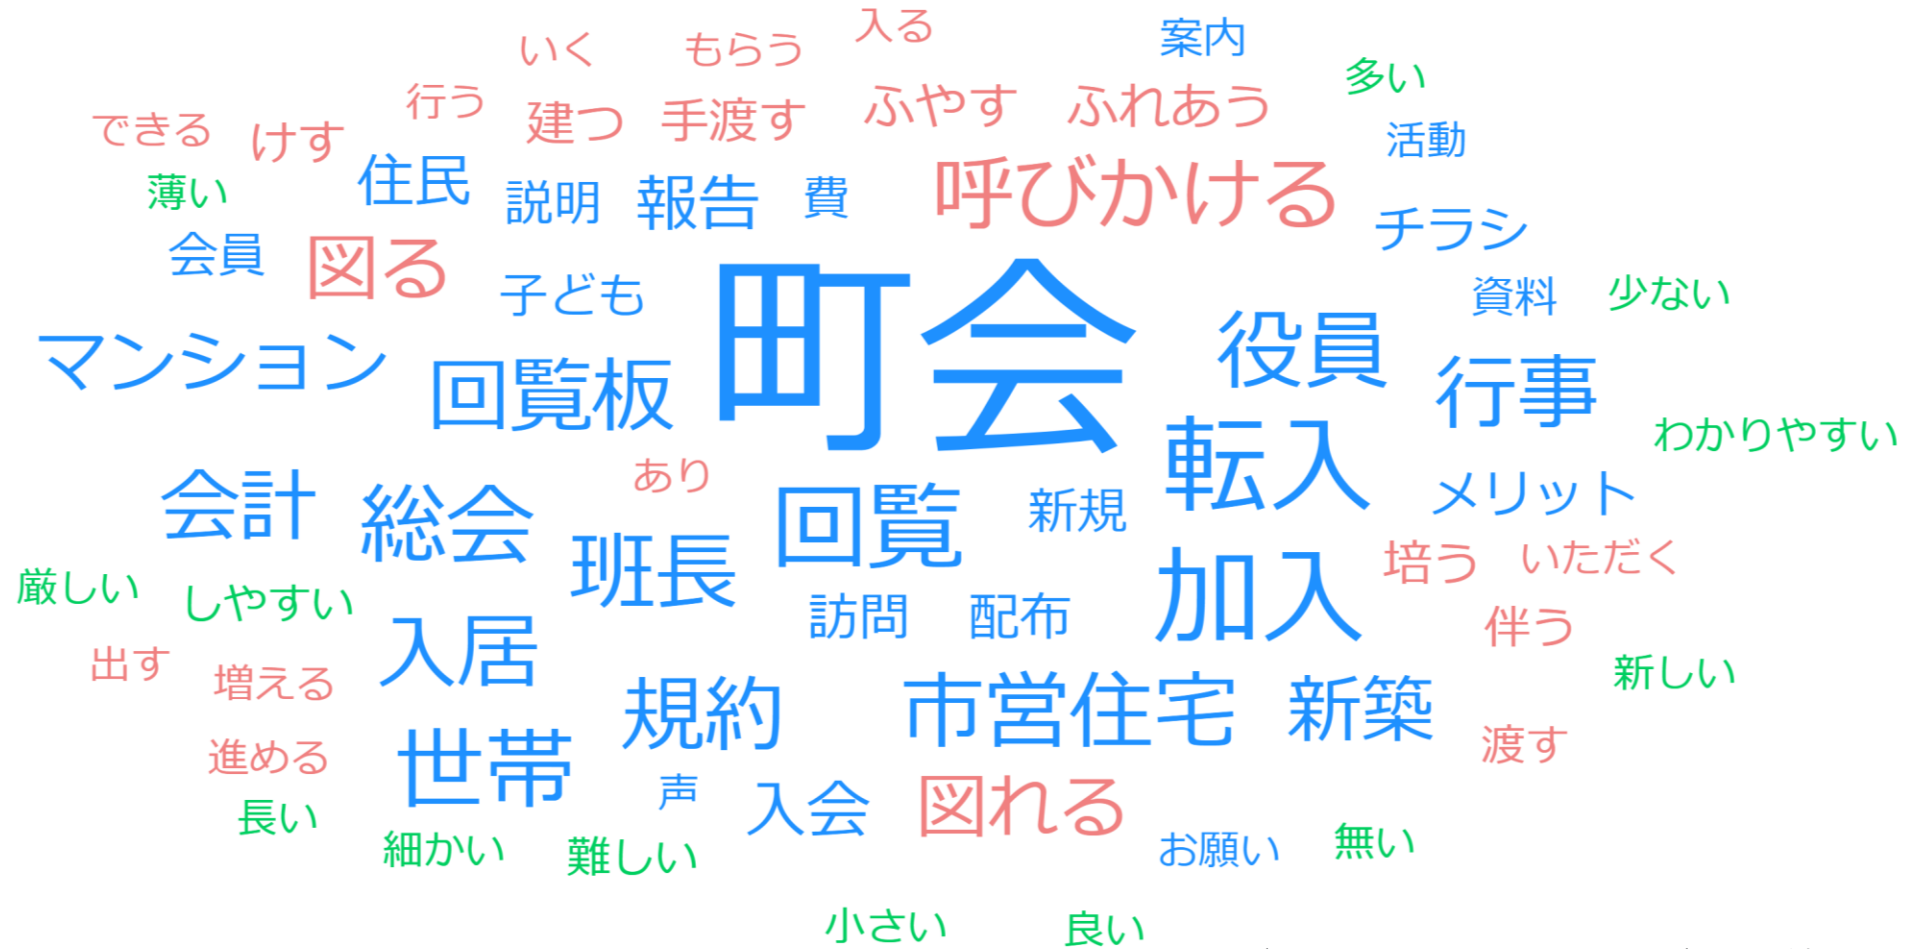 いく もらう 入る 案内
できる けす 行う 建つ 手渡す ふやす ふれあう 多い
薄い 住民 説明 報告 費 呼びかける 活動
会員 図る 子ども 町会 チラシ
マンション 回覧板 役員 資料 少ない
行事 わかりやすい
会計 総会 あり 回覧 新規 転入 メリット
厳しい しやすい 班長 訪問 配布 加入 培う いただく
出す 増える 入居 伴う 新しい
進める 世帯 規約 市営住宅 新築 渡す
長い 声 入会 図れる
細かい 難しい お願い 無い
小さい 良い